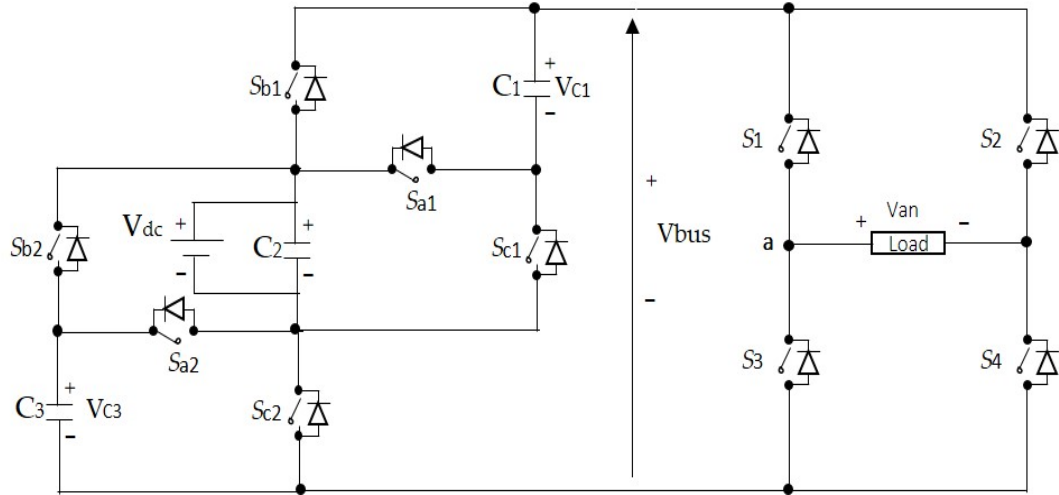 Sb1
C1
+
VC1
-
S1
S2
Sa1
Vdc
+
-
C2
+
-
Sb2
Sc1
+
Vbus
-
a
+
Van
-
Load
Sa2
S3
S4
C3
+
VC3
-
Sc2